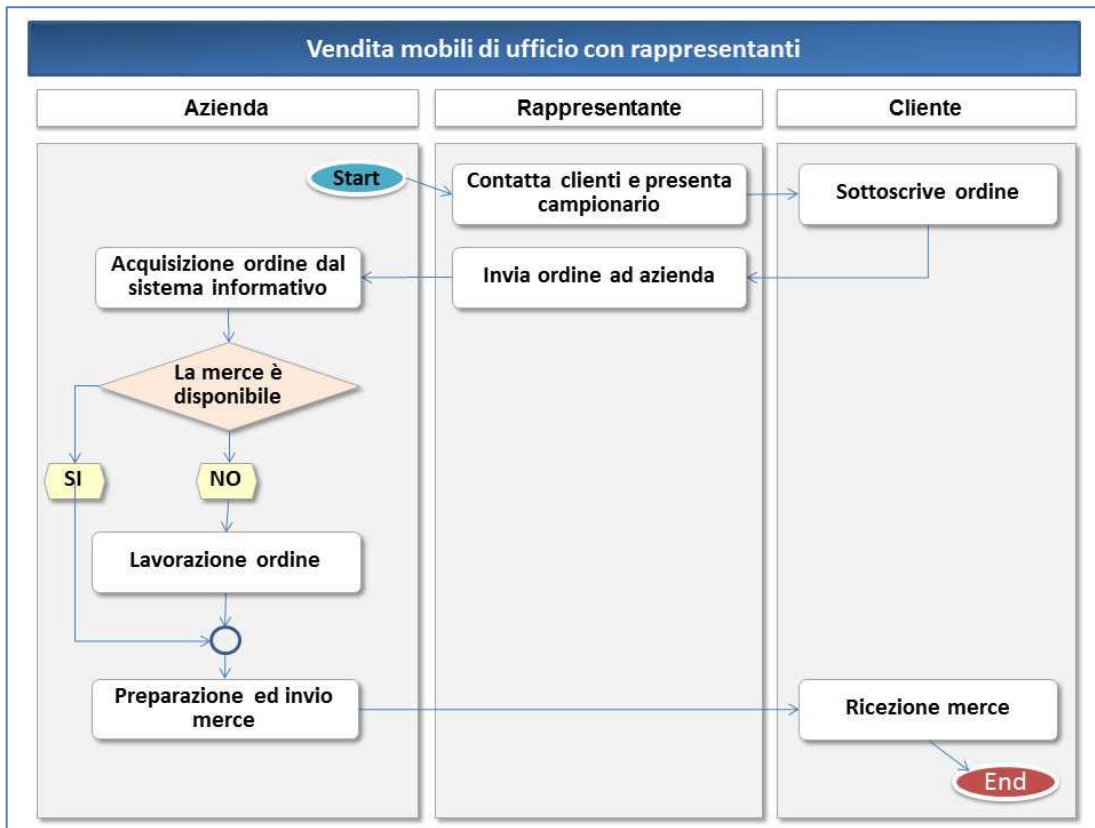 Vendita mobili di ufficio con rappresentanti
Azienda
Rappresentante
Cliente
Start
Contatta clienti e presenta
campionario
Sottoscrive ordine
Acquisizione ordine dal
sistema informativo
Invia ordine ad azienda
La merce è
disponibile
SI
NO
Lavorazione ordine
Preparazione ed invio
merce
Ricezione merce
End